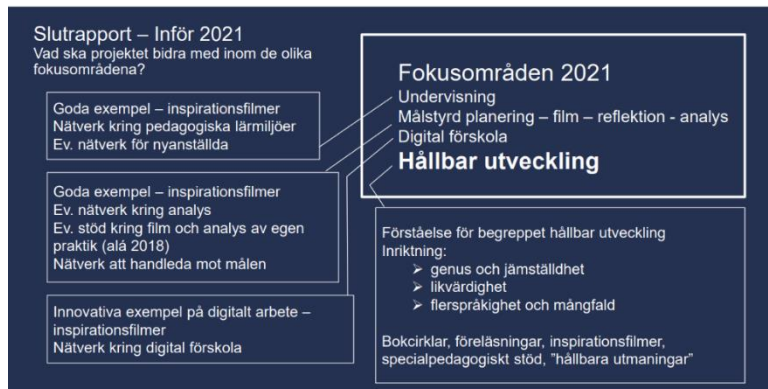 Slutrapport – Inför 2021
Vad ska projektet bidra med inom de olika
fokusområdena?
Goda exempel – inspirationsfilmer
Nätverk kring pedagogiska lärmiljöer
Ev. nätverk för nyanställda
Goda exempel – inspirationsfilmer
Ev. nätverk kring analys
Ev. stöd kring film och analys av egen
praktik (alá 2018)
Nätverk att handleda mot målen
Innovativa exempel på digitalt arbete –
inspirationsfilmer
Nätverk kring digital förskola
Fokusområden 2021
Undervisning
Målstyrd planering – film – reflektion - analys
Digital förskola
Hållbar utveckling
Förståelse för begreppet hållbar utveckling
Inriktning:
➢ genus och jämställdhet
➢ likvärdighet
➢ flerspråkighet och mångfald
Bokcirklar, föreläsningar, inspirationsfilmer,
specialpedagogiskt stöd, ”hållbara utmaningar”